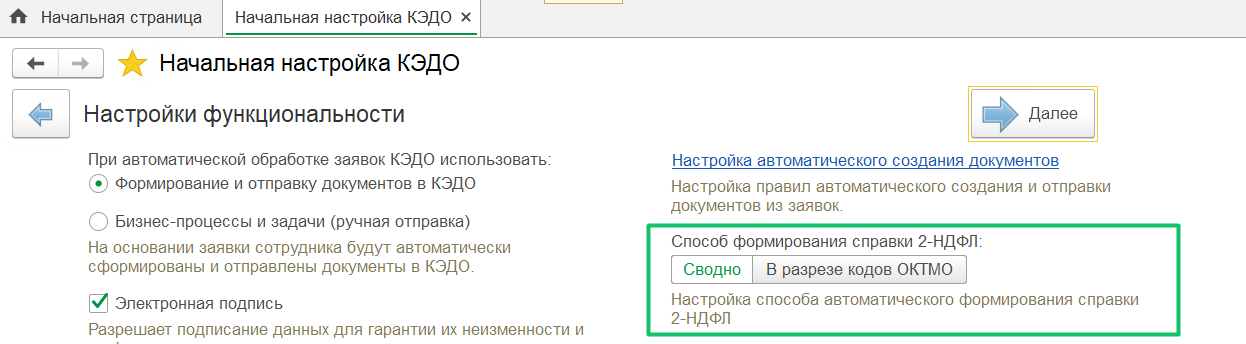 Начальная страница
Начальная настройка КЭДО ×
Начальная настройка КЭДО
Настройки функциональности
Далее
При автоматической обработке заявок КЭДО использовать:
Формирование и отправку документов в КЭДО
Бизнес-процессы и задачи (ручная отправка)
На основании заявки сотрудника будут автоматически
сформированы и отправлены документы в КЭДО.
Электронная подпись
Разрешает подписание данных для гарантии их неизменности и
Настройка автоматического создания документов
Настройка правил автоматического создания и отправки
документов из заявок.
Способ формирования справки 2-НДФЛ:
Сводно В разрезе кодов ОКТМО
Настройка способа автоматического формирования справки
2-НДФЛ